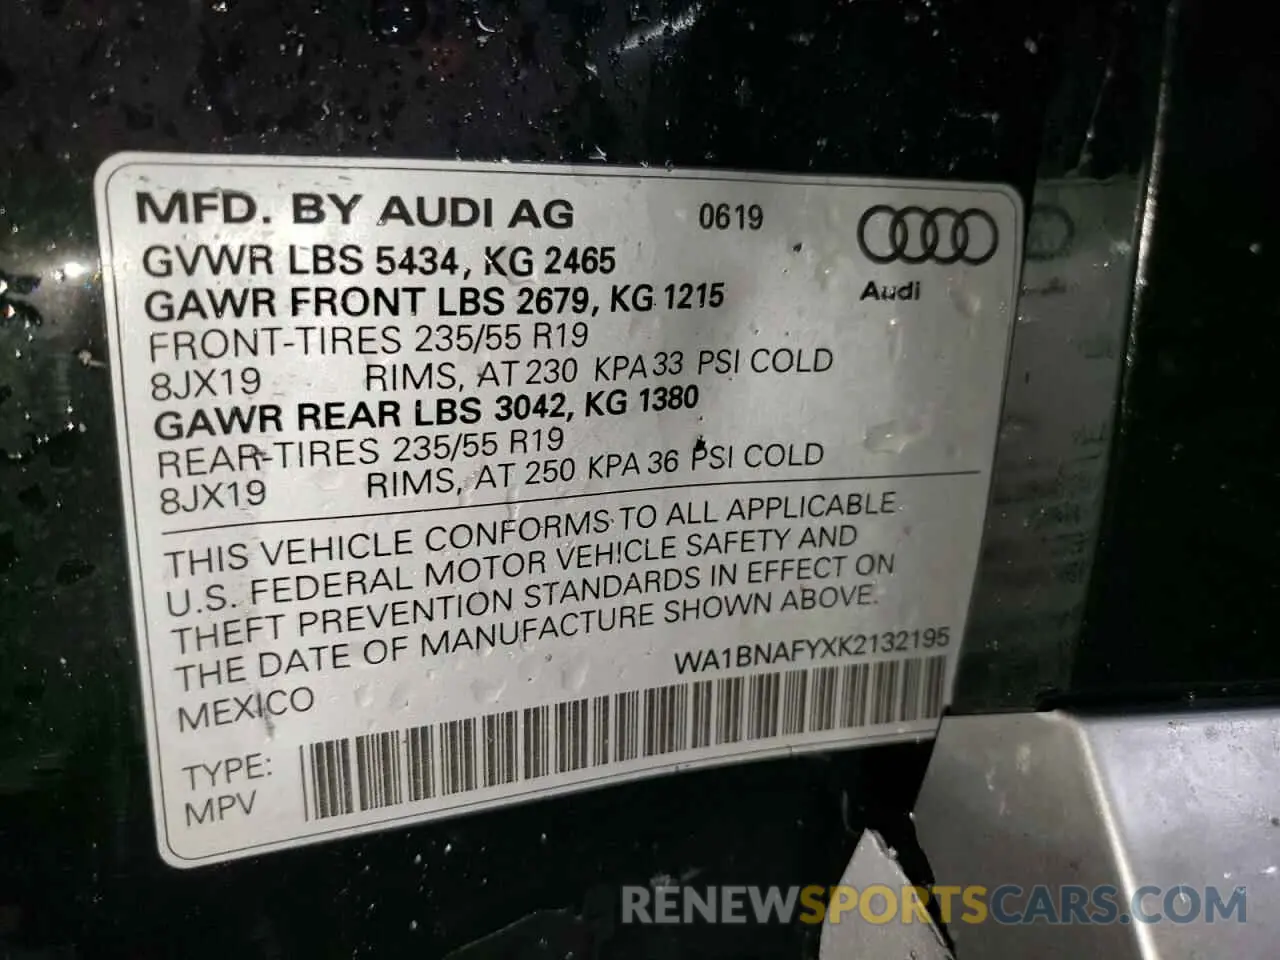 MFD. BY AUDI AG 0619
GVWR LBS 5434, KG 2465
GAWR FRONT LBS 2679, KG 1215
Audi
FRONT-TIRES 235/55 R19
8JX19 RIMS, AT 230 KPA 33 PSI COLD
GAWR REAR LBS 3042, KG 1380
REAR-TIRES 235/55 R19
8JX19 RIMS, AT 250 KPA 36 PSI COLD
THIS VEHICLE CONFORMS TO ALL APPLICABLE
U.S. FEDERAL MOTOR VEHICLE SAFETY AND
THEFT PREVENTION STANDARDS IN EFFECT ON
THE DATE OF MANUFACTURE SHOWN ABOVE.
MEXICO WA1BNAFYXK2132195
TYPE:
MPV
RENEWSPORTSCARS.COM